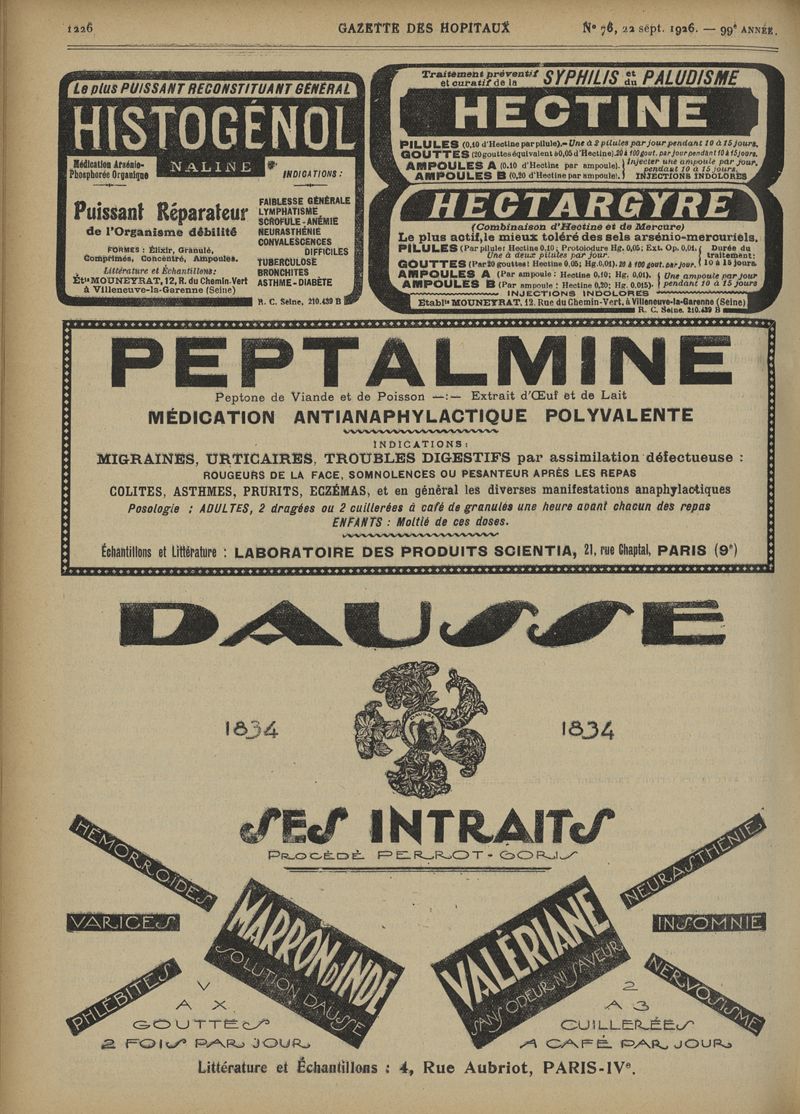 1226
GAZETTE DES HOPITAUX
Nº 76, 22 sept. 1926. — 99e ANNÉE.
Le plus PUISSANT RECONSTITUANT GÉNÉRAL
HISTOGÉNOL
NALINE
Médication Arsénio-
Phosphorée Organique
INDICATIONS :
Puissant Réparateur
de l'Organisme débilité
FORMES : Élixir, Granulé,
Comprimés, Concentré, Ampoules.
Littérature et Échantillons:
Éts MOUNEYRAT, 12, R. du Chemin-Vert
à Villeneuve-la-Garenne (Seine)
FAIBLESSE GÉNÉRALE
LYMPHATISME
SCROFULE - ANÉMIE
NEURASTHÉNIE
CONVALESCENCES
DIFFICILES
TUBERCULOSE
BRONCHITES
ASTHME - DIABÈTE
R. C. Seine, 210.439 B
Traitement préventif et curatif de la SYPHILIS et du PALUDISME
HECTINE
PILULES (0,10 d'Hectine par pilule).- Une à 2 pilules par jour pendant 10 à 15 jours.
GOUTTES (20 gouttes équivalent à 0,05 d'Hectine). 20 à 100 gout. par jour pendant 10 à 15 jours.
AMPOULES A (0.10 d'Hectine par ampoule). Injecter une ampoule par jour,
pendant 10 à 15 jours.
AMPOULES B (0,20 d'Hectine par ampoule). INJECTIONS INDOLORES
HECTARGYRE
(Combinaison d'Hectine et de Mercure)
Le plus actif, le mieux toléré des sels arsénio-mercuriels.
PILULES (Par pilule: Hectine 0.10 ; Protoiodure Hg. 0,05; Ext. Op. 0,01. Durée du
Une à deux pilules par jour. traitement:
GOUTTES (Par 20 gouttes: Hectine 0,05; Hg. 0,01). 20 à 100 gout. par jour. 10 à 15 jours.
AMPOULES A (Par ampoule : Hectine 0,10; Hg. 0,01). Une ampoule par jour
AMPOULES B (Par ampoule : Hectine 0,20; Hg. 0,015). pendant 10 à 15 jours
INJECTIONS INDOLORES
Étabts MOUNEYRAT, 12, Rue du Chemin-Vert, à Villeneuve-la-Garenne (Seine)
R. C. Seine. 210.439 B
PEPTALMINE
Peptone de Viande et de Poisson —:— Extrait d'Œuf et de Lait
MÉDICATION ANTIANAPHYLACTIQUE POLYVALENTE
INDICATIONS :
MIGRAINES, URTICAIRES, TROUBLES DIGESTIFS par assimilation défectueuse :
ROUGEURS DE LA FACE, SOMNOLENCES OU PESANTEUR APRÈS LES REPAS
COLITES, ASTHMES, PRURITS, ECZÉMAS, et en général les diverses manifestations anaphylactiques
Posologie : ADULTES, 2 dragées ou 2 cuillerées à café de granulés une heure avant chacun des repas
ENFANTS : Moitié de ces doses.
Échantillons et Littérature : LABORATOIRE DES PRODUITS SCIENTIA, 21, rue Chaptal, PARIS (9e)
DAUSSE
1834
1834
SES INTRAITS
PROCÉDÉ PERROT-GORIS
HÉMORROÏDES
VARICES
PHLÉBITES
MARRON D'INDE
SOLUTION DAUSSE
V
A X
GOUTTES
2 FOIS PAR JOUR
VALÉRIANE
SANS ODEUR NI SAVEUR
NEURASTHÉNIE
INSOMNIE
NERVOSISME
2
A 3
CUILLERÉES
A CAFÉ PAR JOUR
Littérature et Échantillons : 4, Rue Aubriot, PARIS-IVe.